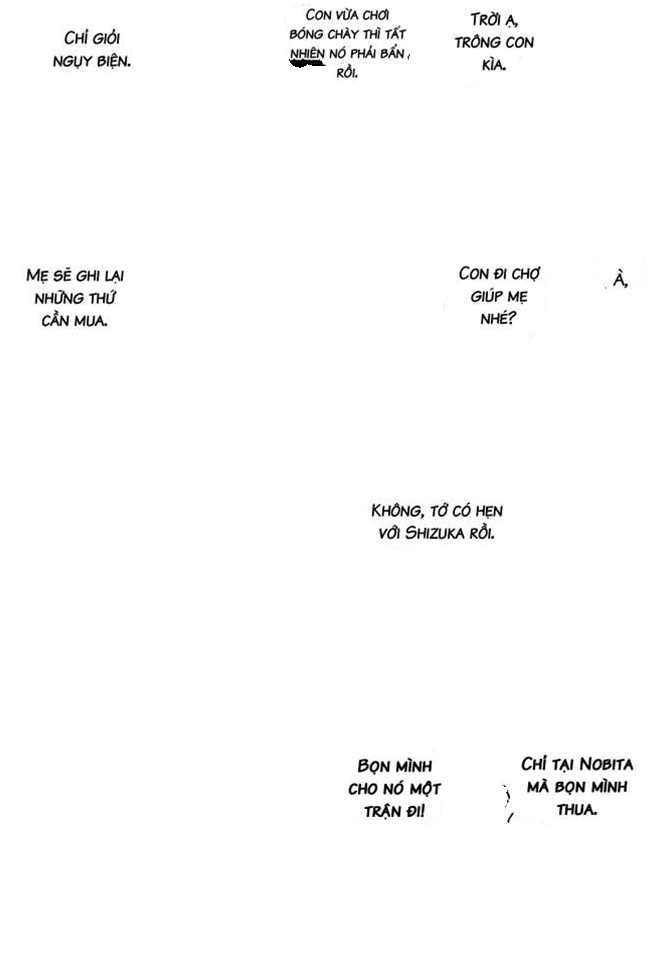 TRỜI Ạ,
TRÔNG CON
KÌA.
CON VỪA CHƠI
BÓNG CHÀY THÌ TẤT
NHIÊN NÓ PHẢI BẨN
RỒI.
CHỈ GIỎI
NGỤY BIỆN.
À,
CON ĐI CHỢ
GIÚP MẸ
NHÉ?
MẸ SẼ GHI LẠI
NHỮNG THỨ
CẦN MUA.
KHÔNG, TỚ CÓ HẸN
VỚI SHIZUKA RỒI.
CHỈ TẠI NOBITA
MÀ BỌN MÌNH
THUA.
BỌN MÌNH
CHO NÓ MỘT
TRẬN ĐI!